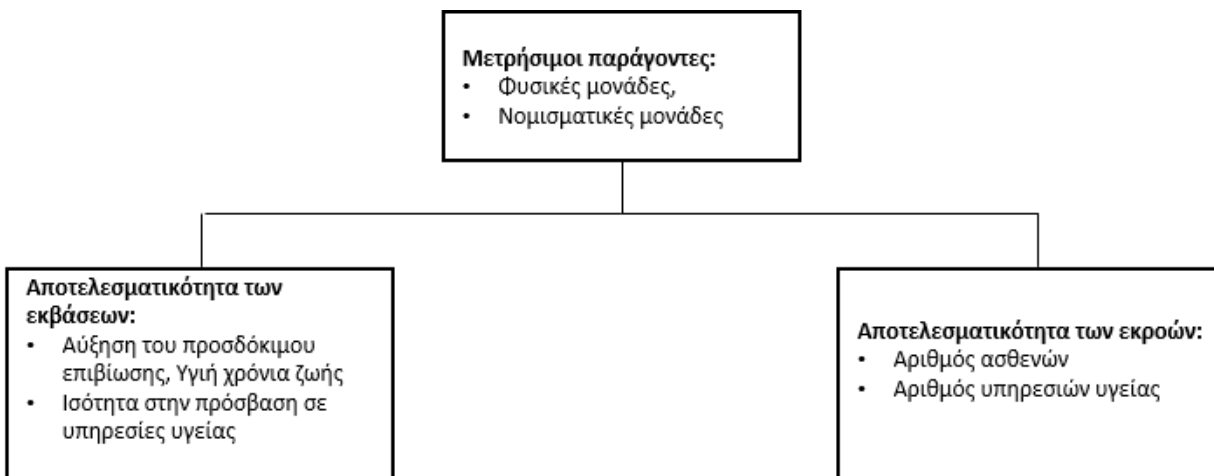 Μετρήσιμοι παράγοντες:
• Φυσικές μονάδες,
• Νομισματικές μονάδες
Αποτελεσματικότητα των
εκβάσεων:
• Αύξηση του προσδόκιμου
επιβίωσης, Υγιή χρόνια ζωής
• Ισότητα στην πρόσβαση σε
υπηρεσίες υγείας
Αποτελεσματικότητα των εκροών:
• Αριθμός ασθενών
• Αριθμός υπηρεσιών υγείας